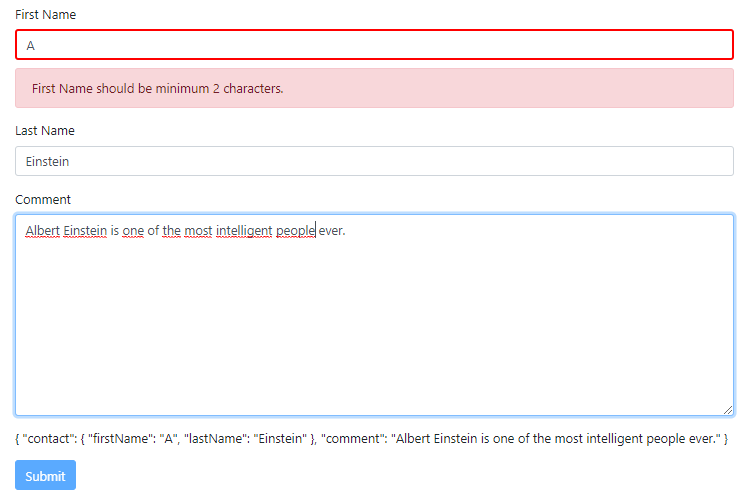 First Name
A
First Name should be minimum 2 characters.
Last Name
Einstein
Comment
Albert Einstein is one of the most intelligent people ever.
{ "contact": { "firstName": "A", "lastName": "Einstein" }, "comment": "Albert Einstein is one of the most intelligent people ever." }
Submit